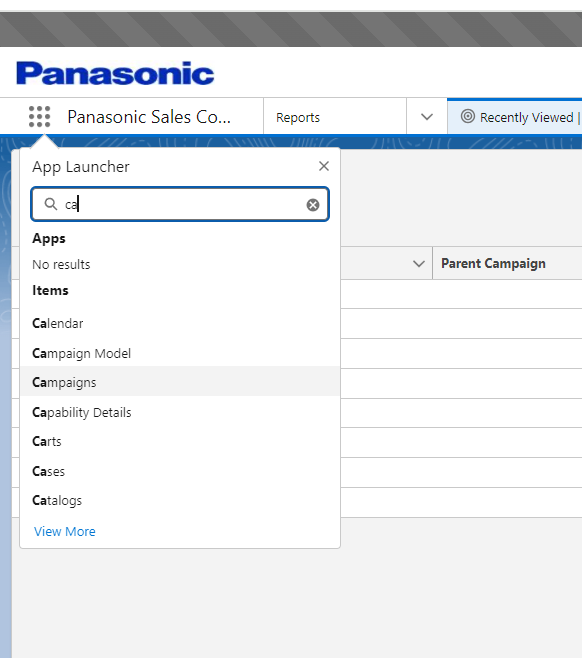 Panasonic
Panasonic Sales Co...
Reports
Recently Viewed |
App Launcher
ca
Apps
No results
Items
Calendar
Campaign Model
Campaigns
Capability Details
Carts
Cases
Catalogs
View More
Parent Campaign